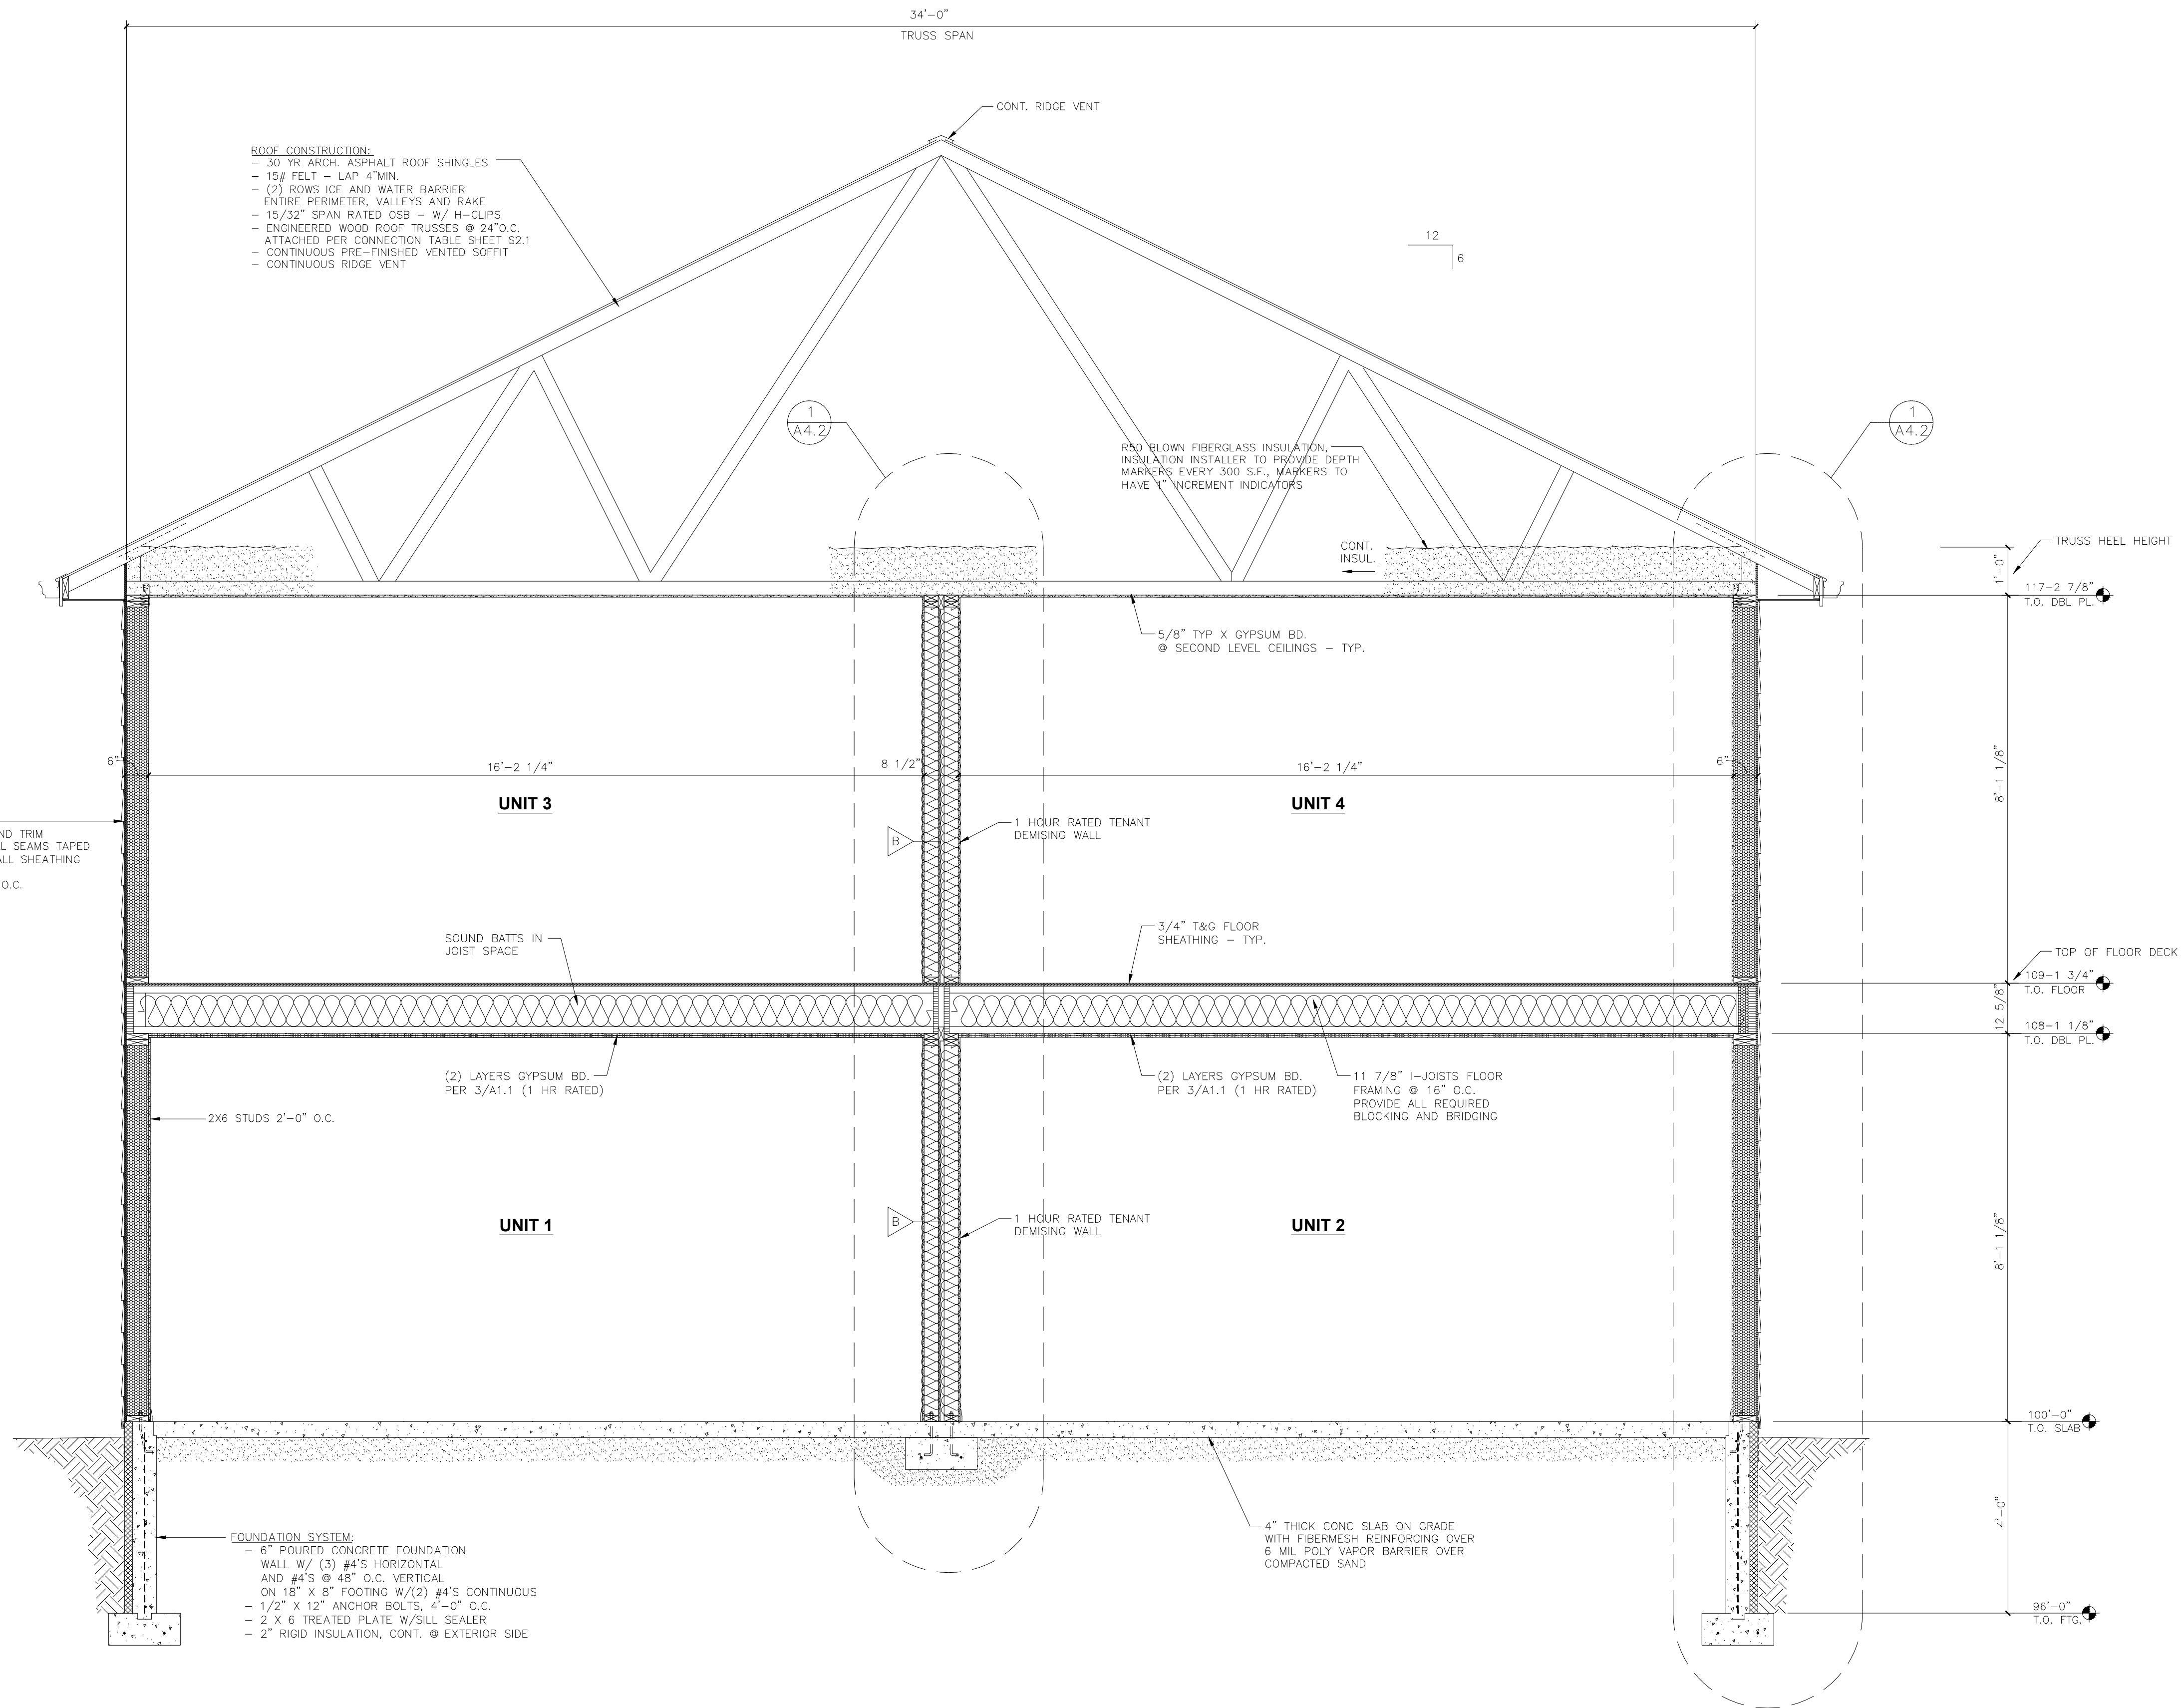 34'-0"
TRUSS SPAN
CONT. RIDGE VENT
ROOF CONSTRUCTION:
- 30 YR ARCH. ASPHALT ROOF SHINGLES
- 15# FELT - LAP 4"MIN.
- (2) ROWS ICE AND WATER BARRIER
ENTIRE PERIMETER, VALLEYS AND RAKE
- 15/32" SPAN RATED OSB - W/ H-CLIPS
- ENGINEERED WOOD ROOF TRUSSES @ 24"O.C.
ATTACHED PER CONNECTION TABLE SHEET S2.1
- CONTINUOUS PRE-FINISHED VENTED SOFFIT
- CONTINUOUS RIDGE VENT
12
6
1
A4.2
1
A4.2
R50 BLOWN FIBERGLASS INSULATION,
INSULATION INSTALLER TO PROVIDE DEPTH
MARKERS EVERY 300 S.F., MARKERS TO
HAVE 1" INCREMENT INDICATORS
CONT.
INSUL.
TRUSS HEEL HEIGHT
1'-0"
117-2 7/8"
T.O. DBL PL.
5/8" TYP X GYPSUM BD.
@ SECOND LEVEL CEILINGS - TYP.
6"
16'-2 1/4"
8 1/2"
16'-2 1/4"
6"
8'-1 1/8"
UNIT 3
UNIT 4
ND TRIM
L SEAMS TAPED
ALL SHEATHING
O.C.
B
1 HOUR RATED TENANT
DEMISING WALL
SOUND BATTS IN
JOIST SPACE
3/4" T&G FLOOR
SHEATHING - TYP.
TOP OF FLOOR DECK
109-1 3/4"
T.O. FLOOR
12 5/8"
108-1 1/8"
T.O. DBL PL.
(2) LAYERS GYPSUM BD.
PER 3/A1.1 (1 HR RATED)
(2) LAYERS GYPSUM BD.
PER 3/A1.1 (1 HR RATED)
11 7/8" I-JOISTS FLOOR
FRAMING @ 16" O.C.
PROVIDE ALL REQUIRED
BLOCKING AND BRIDGING
2X6 STUDS 2'-0" O.C.
UNIT 1
B
1 HOUR RATED TENANT
DEMISING WALL
UNIT 2
8'-1 1/8"
100'-0"
T.O. SLAB
4'-0"
FOUNDATION SYSTEM:
- 6" POURED CONCRETE FOUNDATION
WALL W/ (3) #4'S HORIZONTAL
AND #4'S @ 48" O.C. VERTICAL
ON 18" X 8" FOOTING W/(2) #4'S CONTINUOUS
- 1/2" X 12" ANCHOR BOLTS, 4'-0" O.C.
- 2 X 6 TREATED PLATE W/SILL SEALER
- 2" RIGID INSULATION, CONT. @ EXTERIOR SIDE
4" THICK CONC SLAB ON GRADE
WITH FIBERMESH REINFORCING OVER
6 MIL POLY VAPOR BARRIER OVER
COMPACTED SAND
96'-0"
T.O. FTG.